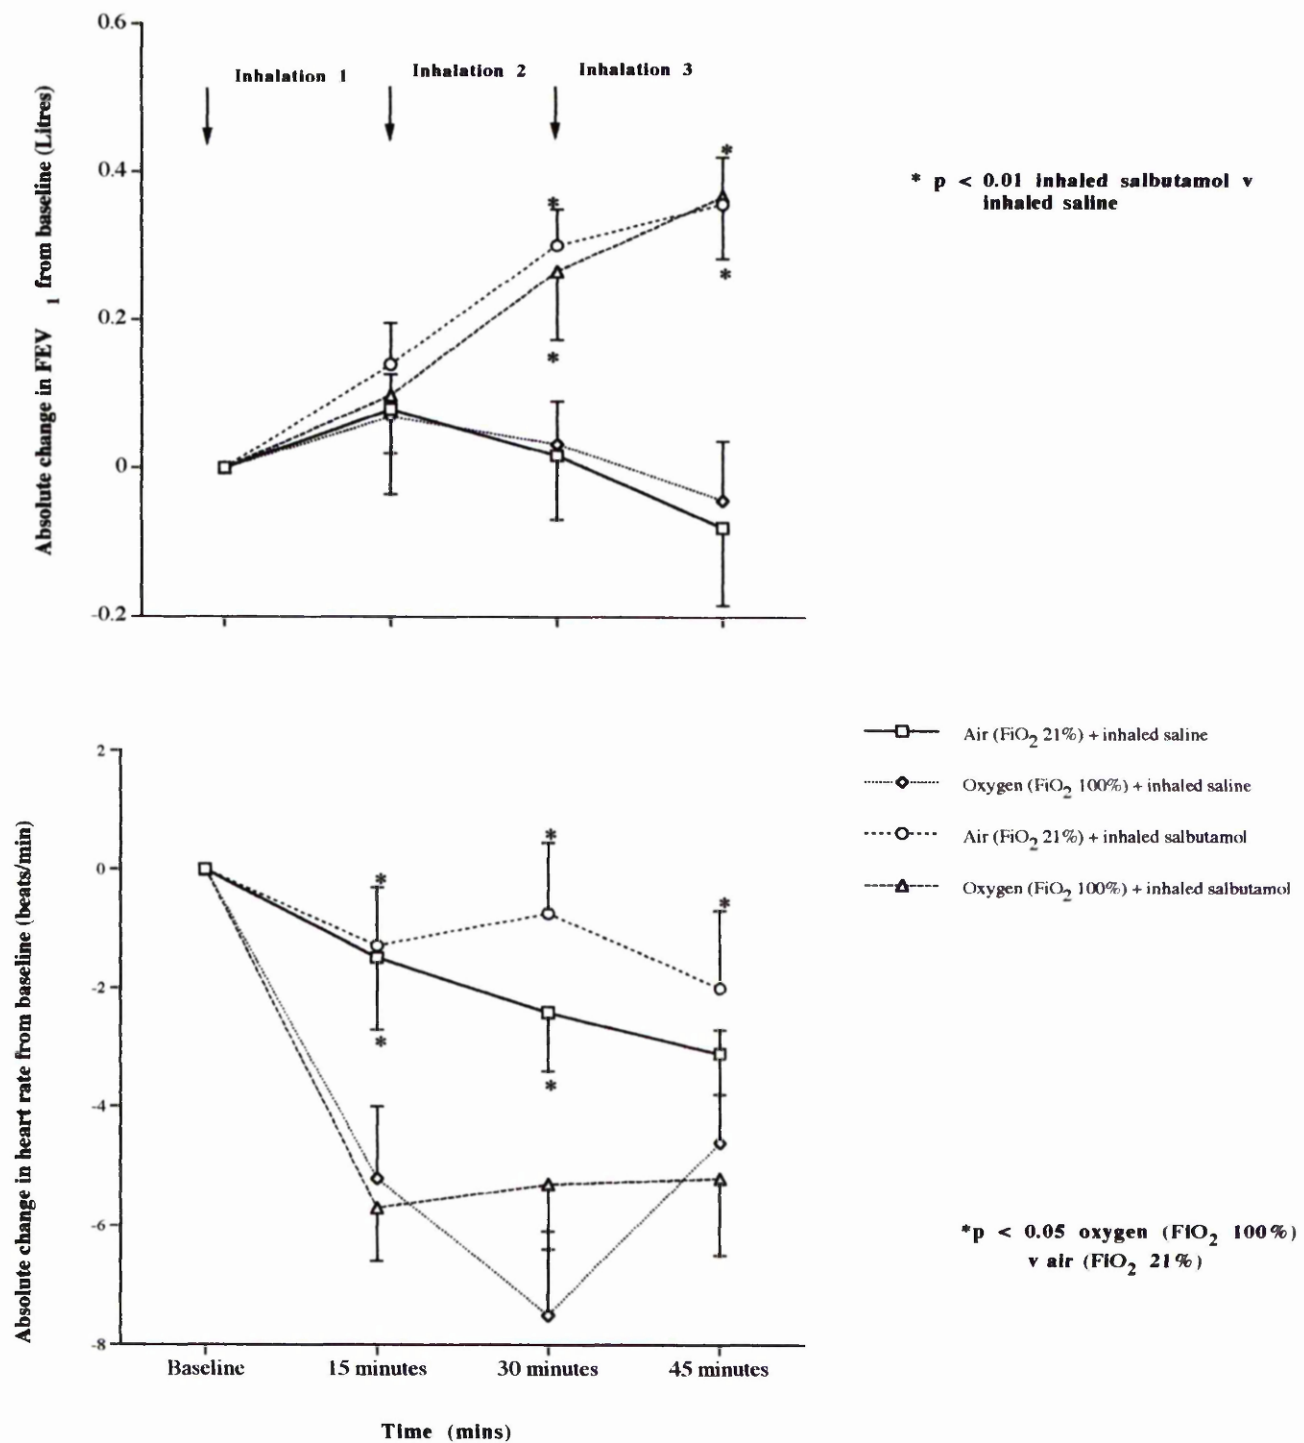 0.6
Inhalation 1
Inhalation 2
Inhalation 3
0.4
0.2
0
-0.2
Absolute change in FEV 1 from baseline (Litres)
* p < 0.01 inhaled salbutamol v
inhaled saline
*
*
*
*
Air (FiO2 21%) + inhaled saline
Oxygen (FiO2 100%) + inhaled saline
Air (FiO2 21%) + inhaled salbutamol
Oxygen (FiO2 100%) + inhaled salbutamol
2
0
-2
-4
-6
-8
Absolute change in heart rate from baseline (beats/min)
*
*
*
*
*
*p < 0.05 oxygen (FiO2 100%)
v air (FiO2 21%)
Baseline
15 minutes
30 minutes
45 minutes
Time (mins)